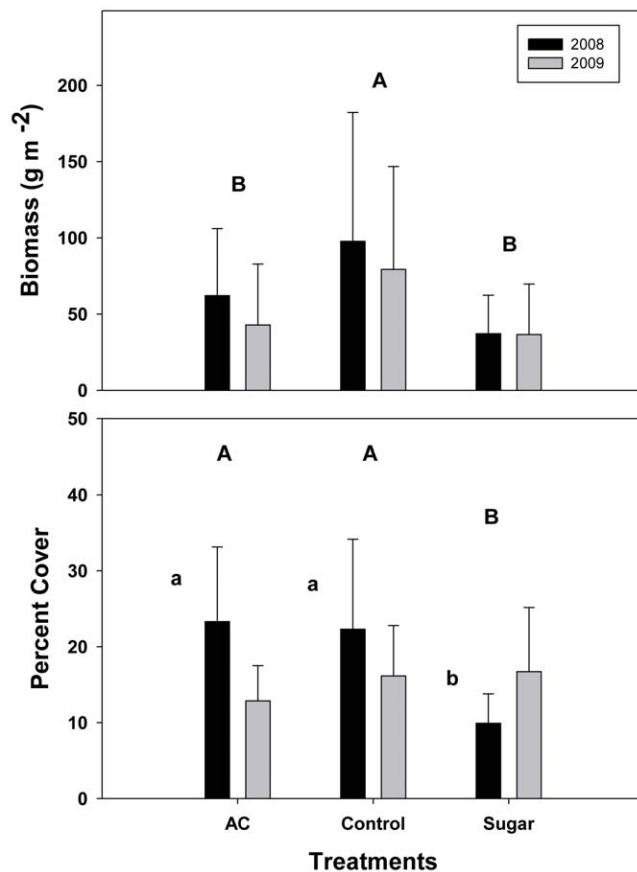 2008
2009
Biomass (g m -2)
200
150
100
50
0
B
A
B
Percent Cover
50
40
30
20
10
0
A
A
B
a
a
b
AC Control Sugar
Treatments